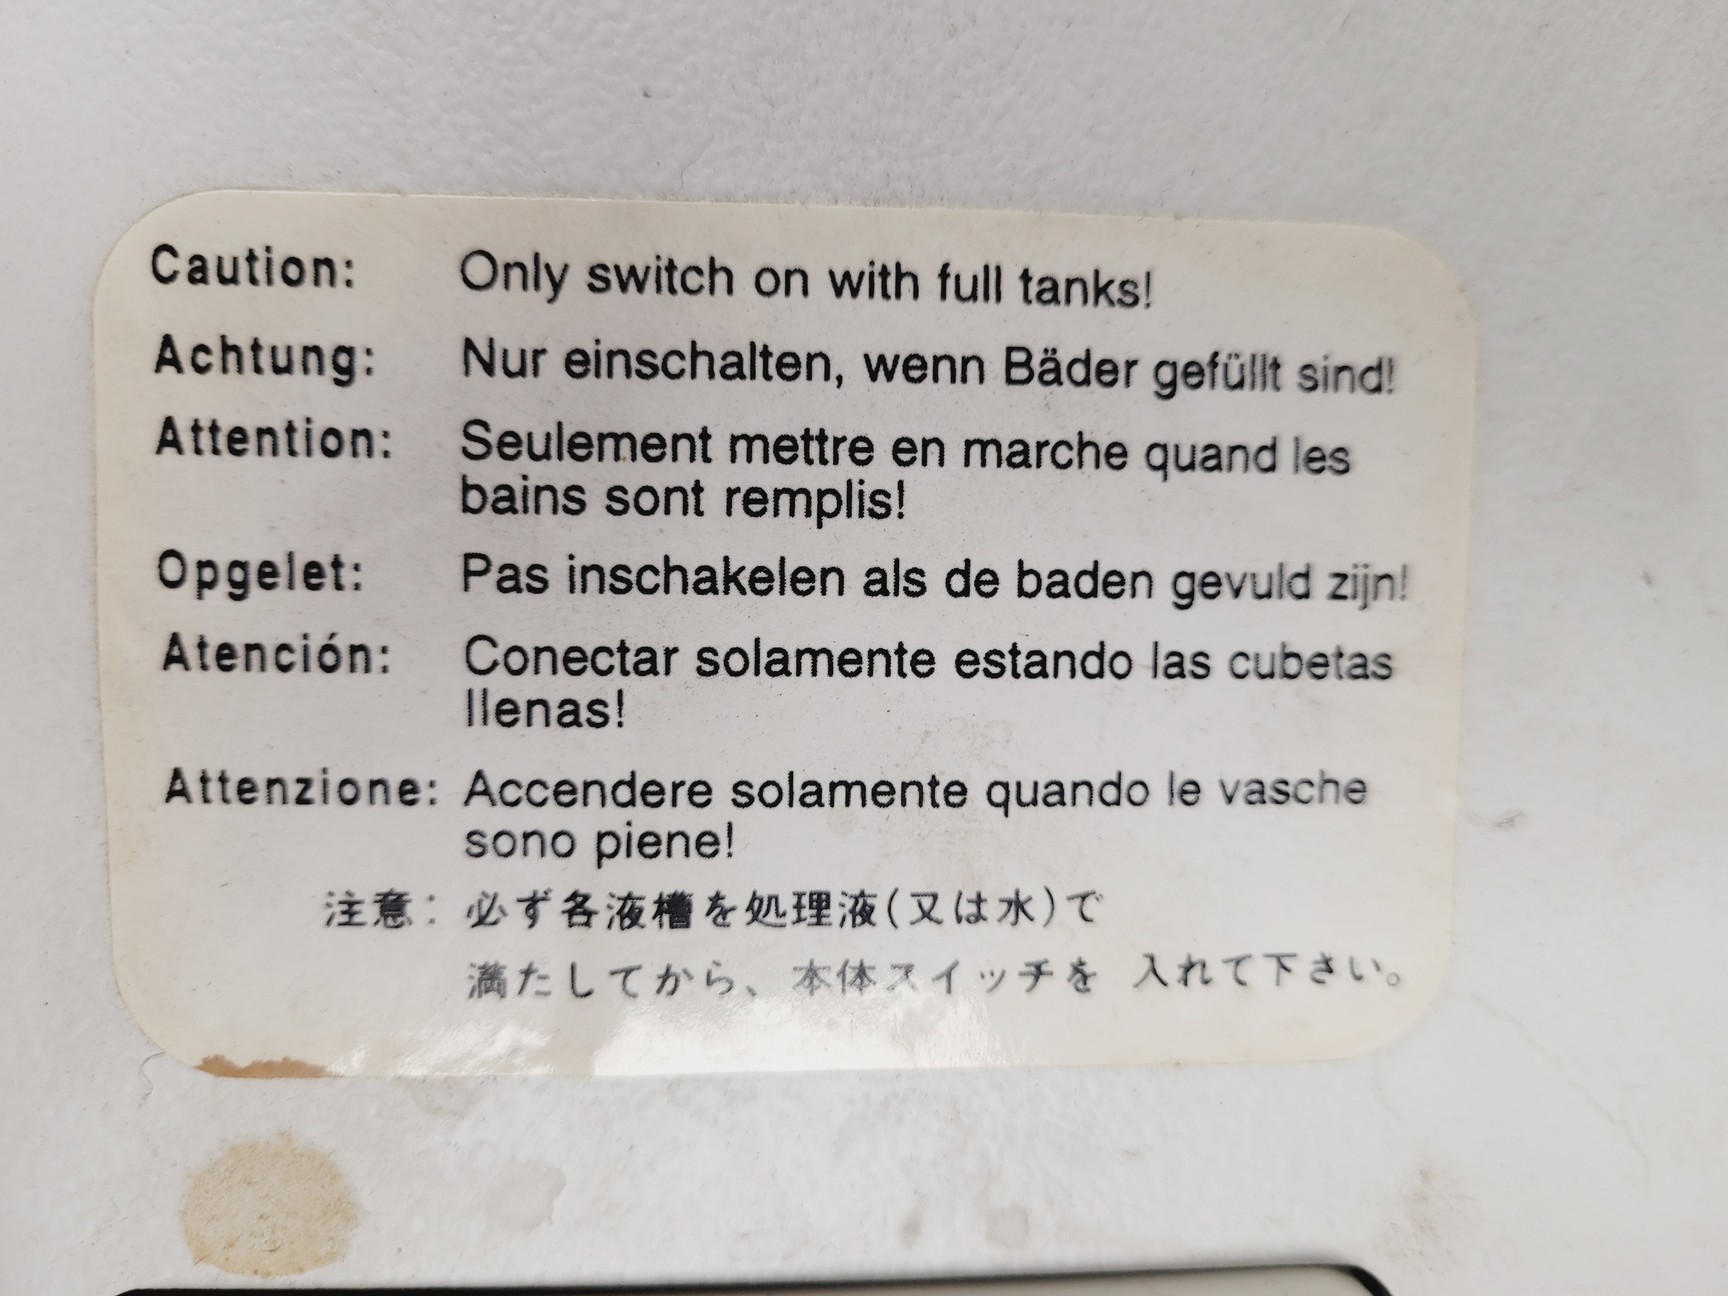 Caution: Only switch on with full tanks!
Achtung: Nur einschalten, wenn Bäder gefüllt sind!
Attention: Seulement mettre en marche quand les
bains sont remplis!
Opgelet: Pas inschakelen als de baden gevuld zijn!
Atención: Conectar solamente estando las cubetas
llenas!
Attenzione: Accendere solamente quando le vasche
sono piene!
注意: 必ず各液槽を処理液(又は水)で
満たしてから、本体スイッチを 入れて下さい。